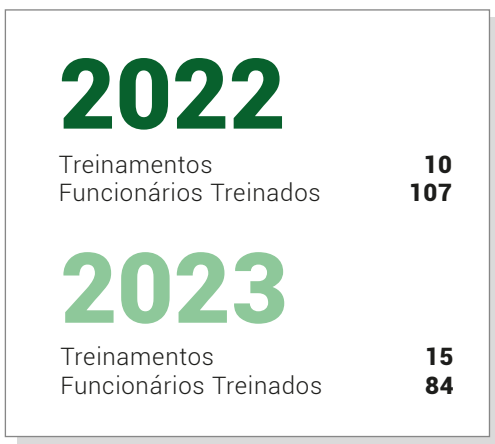 2022
Treinamentos 10
Funcionários Treinados 107
2023
Treinamentos 15
Funcionários Treinados 84